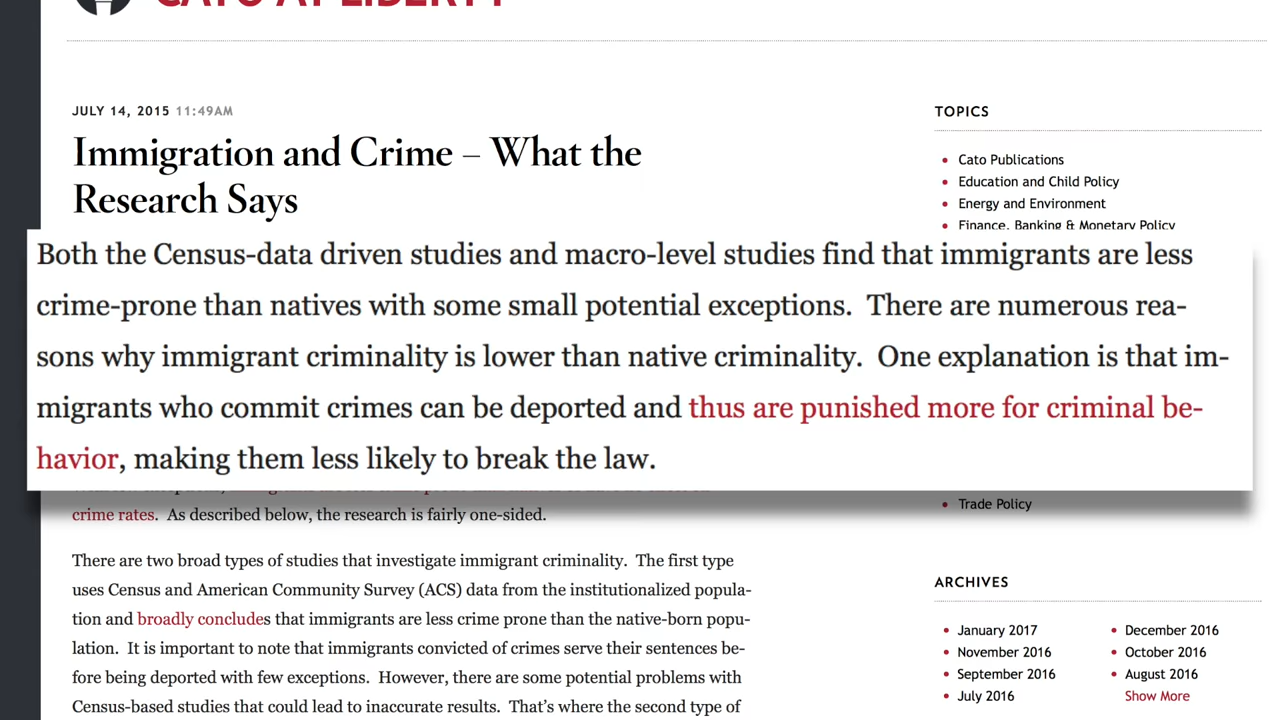 CATO AT LIBERTY
JULY 14, 2015 11:49AM
Immigration and Crime – What the
Research Says
Both the Census-data driven studies and macro-level studies find that immigrants are less
crime-prone than natives with some small potential exceptions.  There are numerous rea-
sons why immigrant criminality is lower than native criminality.  One explanation is that im-
migrants who commit crimes can be deported and thus are punished more for criminal be-
havior, making them less likely to break the law.
crime rates.  As described below, the research is fairly one-sided.
There are two broad types of studies that investigate immigrant criminality.  The first type
uses Census and American Community Survey (ACS) data from the institutionalized popula-
tion and broadly concludes that immigrants are less crime prone than the native-born popu-
lation.  It is important to note that immigrants convicted of crimes serve their sentences be-
fore being deported with few exceptions.  However, there are some potential problems with
Census-based studies that could lead to inaccurate results.  That's where the second type of
TOPICS
Cato Publications
Education and Child Policy
Energy and Environment
Finance, Banking & Monetary Policy
Trade Policy
ARCHIVES
January 2017
December 2016
November 2016
October 2016
September 2016
August 2016
July 2016
Show More